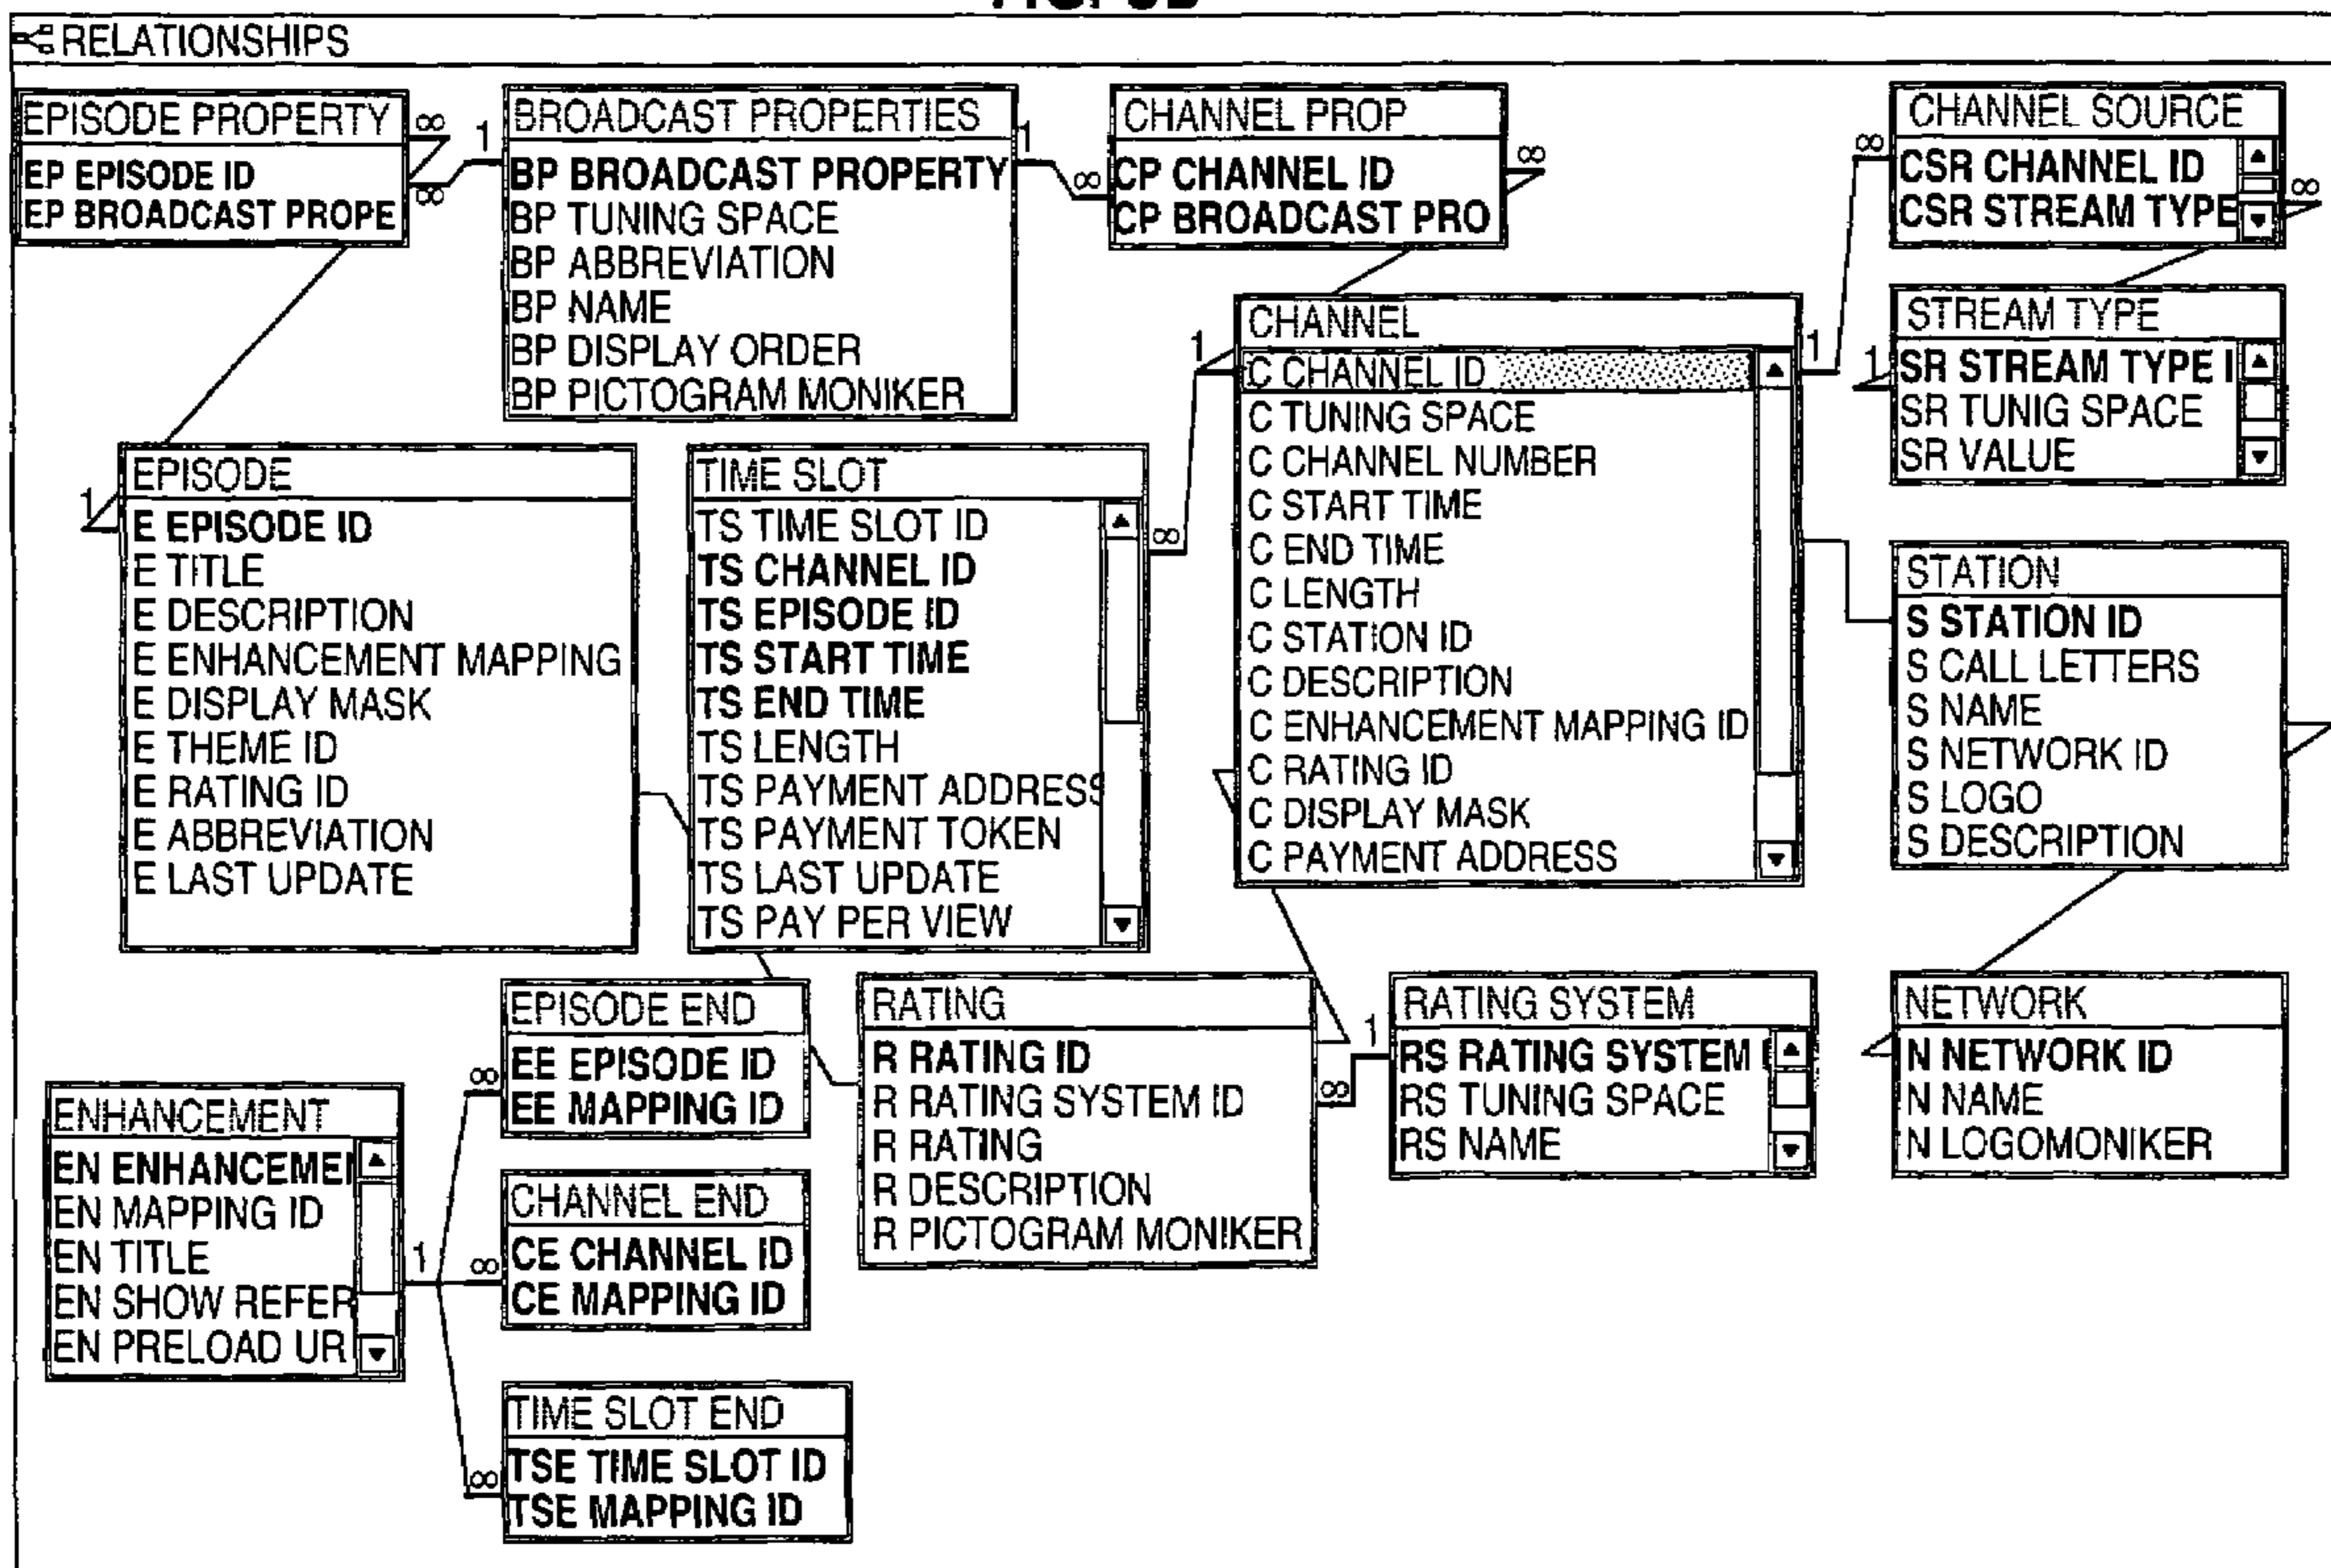 RELATIONSHIPS
EPISODE PROPERTY
EP EPISODE ID
EP BROADCAST PROPE
∞
∞
1
BROADCAST PROPERTIES
BP BROADCAST PROPERTY
BP TUNING SPACE
BP ABBREVIATION
BP NAME
BP DISPLAY ORDER
BP PICTOGRAM MONIKER
1
∞
CHANNEL PROP
CP CHANNEL ID
CP BROADCAST PRO
∞
∞
CHANNEL SOURCE
CSR CHANNEL ID
CSR STREAM TYPE
∞
1
STREAM TYPE
SR STREAM TYPE I
SR TUNIG SPACE
SR VALUE
1
EPISODE
E EPISODE ID
E TITLE
E DESCRIPTION
E ENHANCEMENT MAPPING
E DISPLAY MASK
E THEME ID
E RATING ID
E ABBREVIATION
E LAST UPDATE
TIME SLOT
TS TIME SLOT ID
TS CHANNEL ID
TS EPISODE ID
TS START TIME
TS END TIME
TS LENGTH
TS PAYMENT ADDRESS
TS PAYMENT TOKEN
TS LAST UPDATE
TS PAY PER VIEW
∞
1
CHANNEL
C CHANNEL ID
C TUNING SPACE
C CHANNEL NUMBER
C START TIME
C END TIME
C LENGTH
C STATION ID
C DESCRIPTION
C ENHANCEMENT MAPPING ID
C RATING ID
C DISPLAY MASK
C PAYMENT ADDRESS
1
STATION
S STATION ID
S CALL LETTERS
S NAME
S NETWORK ID
S LOGO
S DESCRIPTION
ENHANCEMENT
EN ENHANCEMEN
EN MAPPING ID
EN TITLE
EN SHOW REFER
EN PRELOAD UR
1
∞
∞
∞
EPISODE END
EE EPISODE ID
EE MAPPING ID
CHANNEL END
CE CHANNEL ID
CE MAPPING ID
TIME SLOT END
TSE TIME SLOT ID
TSE MAPPING ID
RATING
R RATING ID
R RATING SYSTEM ID
R RATING
R DESCRIPTION
R PICTOGRAM MONIKER
∞
1
RATING SYSTEM
RS RATING SYSTEM
RS TUNING SPACE
RS NAME
NETWORK
N NETWORK ID
N NAME
N LOGOMONIKER